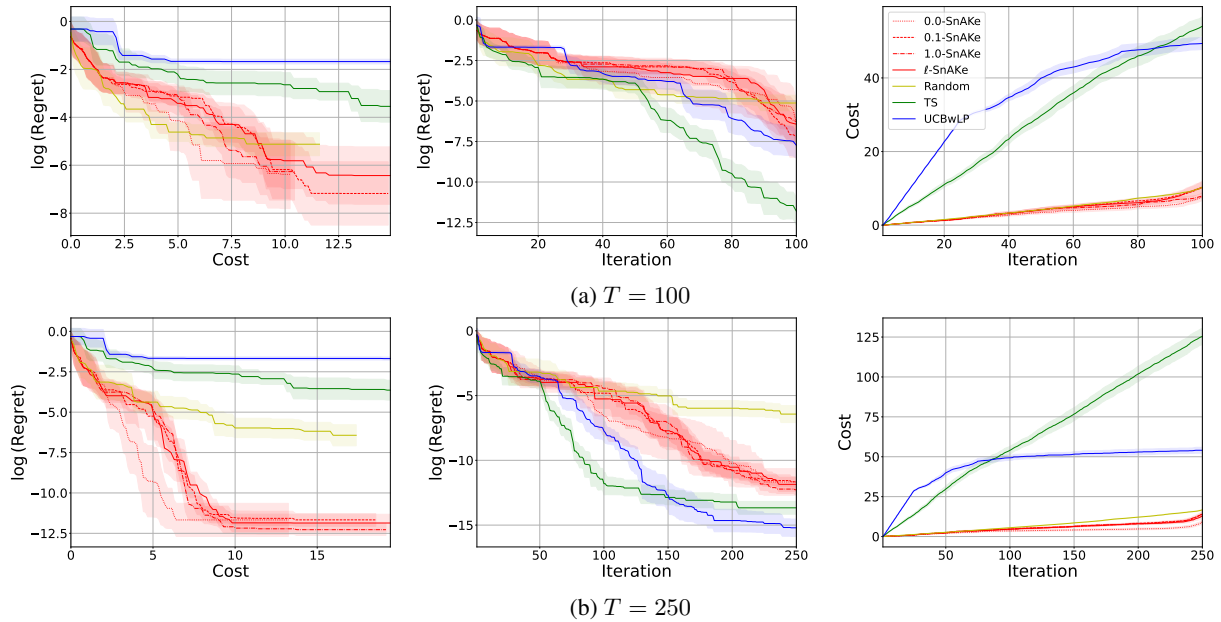 0
−2
−4
−6
−8
log (Regret)
0.0 2.5 5.0 7.5 10.0 12.5
Cost
0.0
−2.5
−5.0
−7.5
−10.0
−12.5
log (Regret)
20 40 60 80 100
Iteration
40
20
0
Cost
20 40 60 80 100
Iteration
0.0-SnAKe
0.1-SnAKe
1.0-SnAKe
ℓ-SnAKe
Random
TS
UCBwLP
(a) T = 100
0.0
−2.5
−5.0
−7.5
−10.0
−12.5
log (Regret)
0 5 10 15
Cost
0
−5
−10
−15
log (Regret)
50 100 150 200 250
Iteration
125
100
75
50
25
0
Cost
50 100 150 200 250
Iteration
(b) T = 250